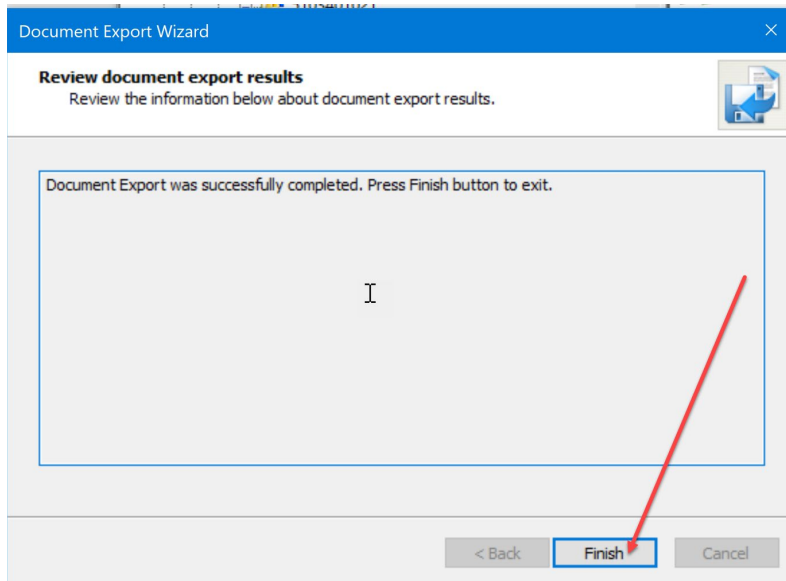 Document Export Wizard
Review document export results
Review the information below about document export results.
Document Export was successfully completed. Press Finish button to exit.
< Back Finish Cancel